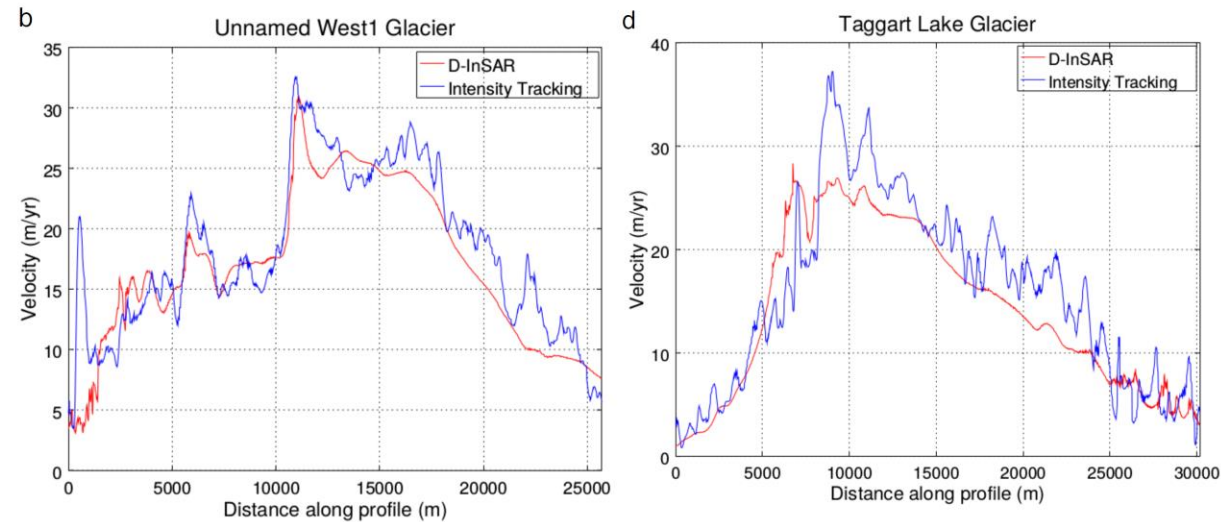 b
Unnamed West1 Glacier
35
30
25
20
15
10
5
0
Velocity (m/yr)
D-InSAR
Intensity Tracking
0 5000 10000 15000 20000 25000
Distance along profile (m)
d
Taggart Lake Glacier
40
30
20
10
0
Velocity (m/yr)
D-InSAR
Intensity Tracking
0 5000 10000 15000 20000 25000 30000
Distance along profile (m)